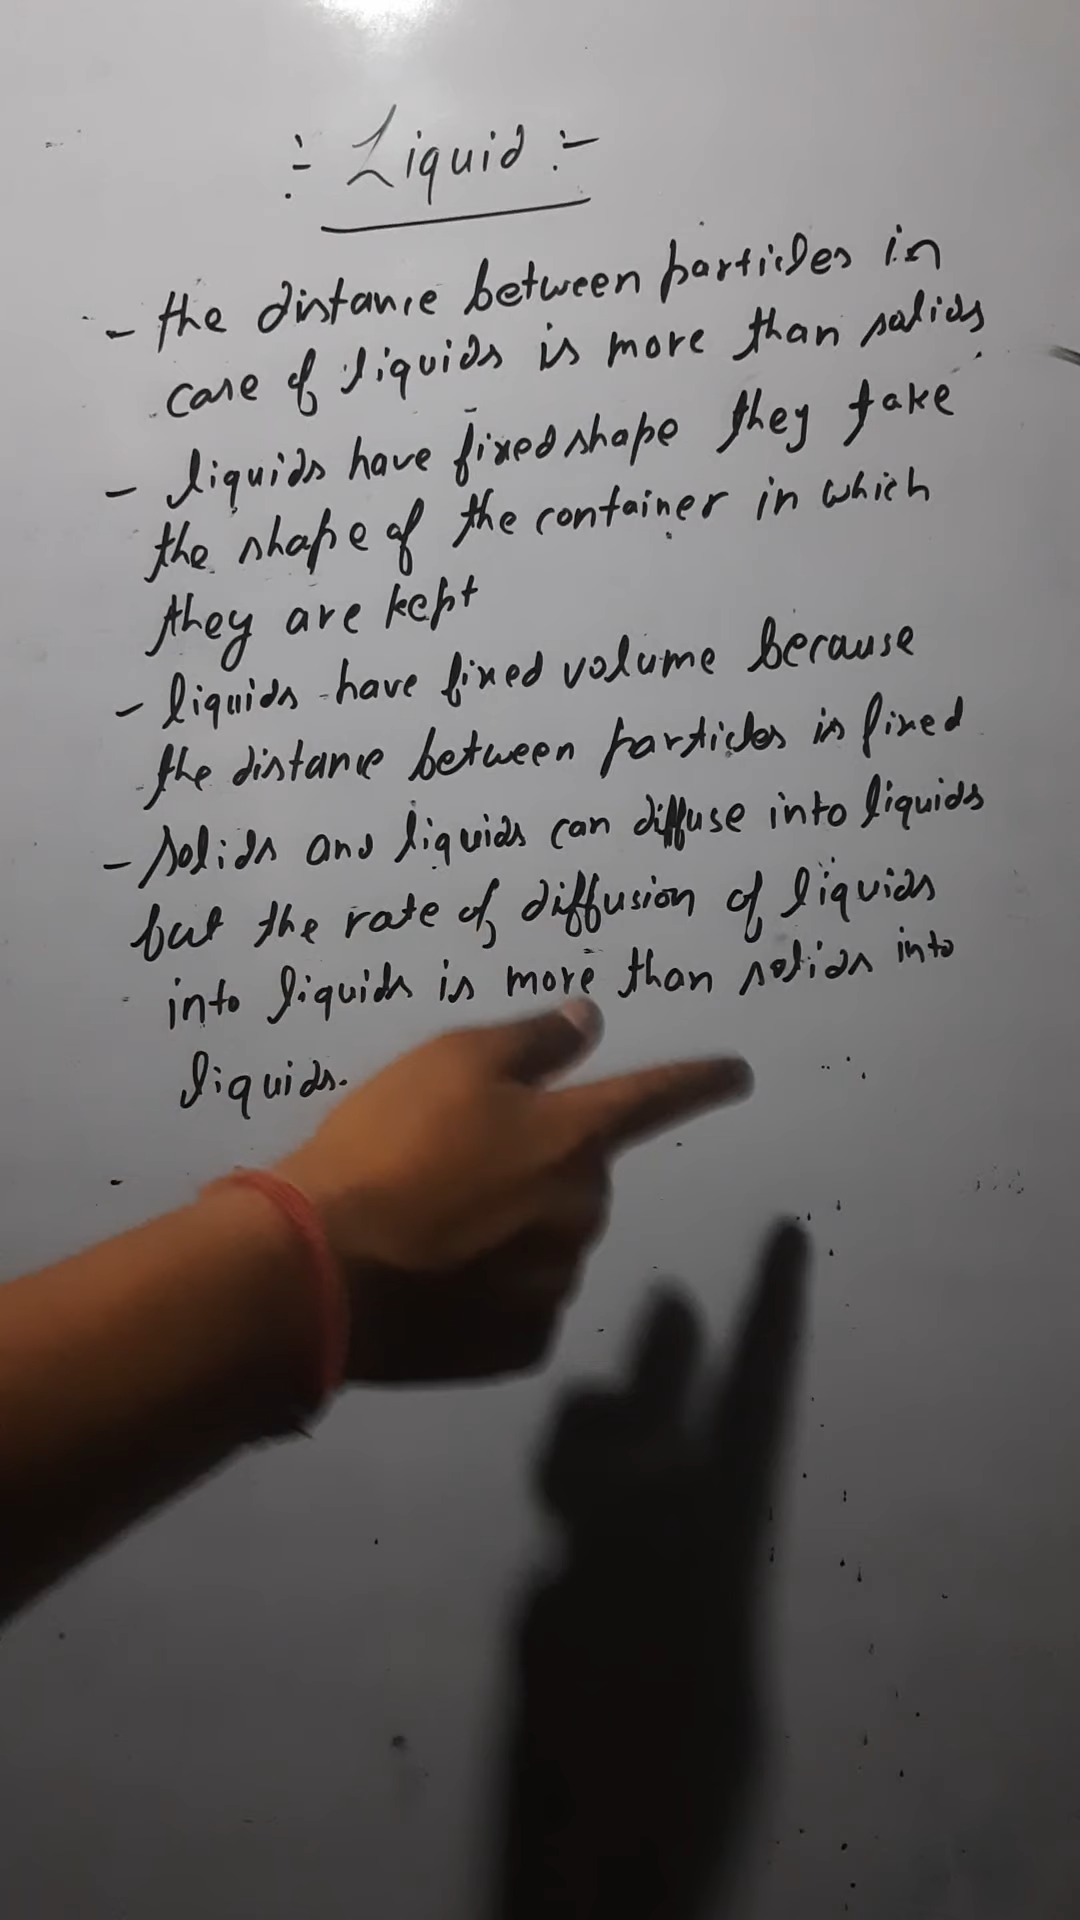 :- Liquid :-
- the distance between particles in
case of liquids is more than solids
- liquids have fixed shape they take
the shape of the container in which
they are kept
- liquids have fixed volume because
the distance between particles is fixed
- solids and liquids can diffuse into liquids
but the rate of diffusion of liquids
into liquids is more than solids into
liquids.